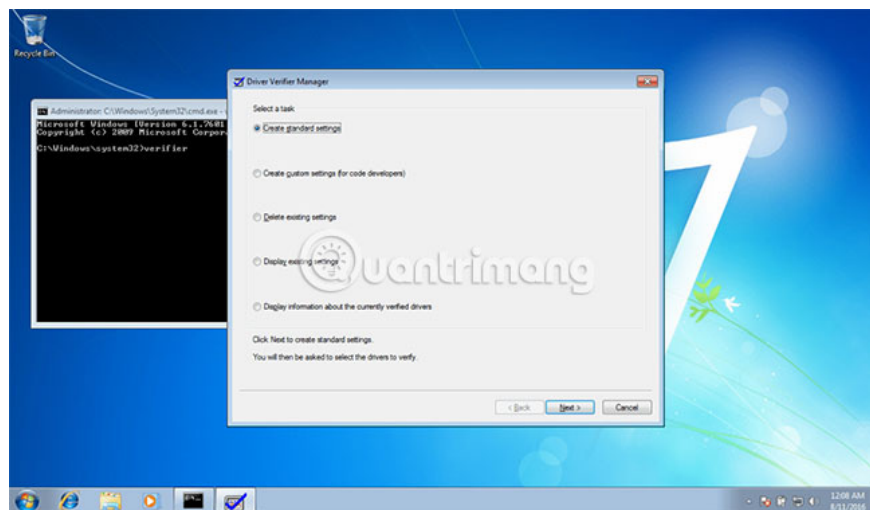 Recycle Bin
Administrator: C:\Windows\System32\cmd.exe -
Microsoft Windows [Version 6.1.7601
Copyright (c) 2009 Microsoft Corpor
C:\Windows\system32>verifier
Driver Verifier Manager
Select a task
Create standard settings
Create custom settings (for code developers)
Delete existing settings
Display existing settings
Display information about the currently verified drivers
Click Next to create standard settings.
You will then be asked to select the drivers to verify.
< Back
Next >
Cancel
Quantrimang
12:08 AM
8/11/2016